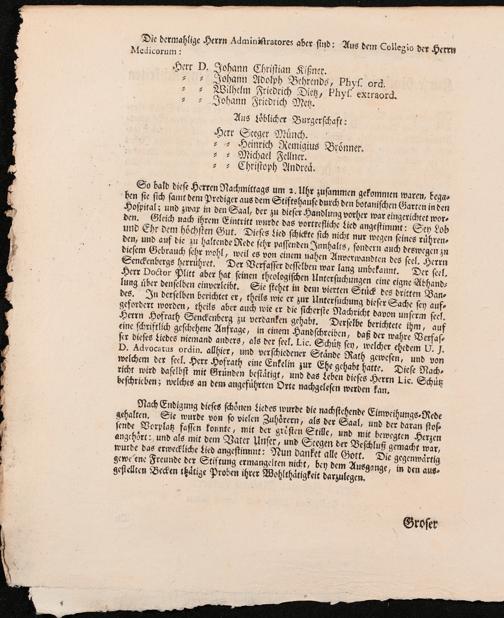 Die dermahlige Herrn Administratores aber sind: Aus dem Collegio der Herrn
Medicorum:
Herr D. Johann Christian Kißner.
" " Johann Adolph Behrends, Phys. ord.
" " Wilhelm Friedrich Dietz, Phys. extraord.
" " Johann Friedrich Metz.
Aus Löblicher Burgerschaft:
Herr Seeger Münch.
" " Heinrich Remigius Brönner.
" " Michael Fellner.
" " Christoph Andreä.
So bald diese Herren Nachmittags um 2. Uhr zusammen gekommen waren, bega-
ben sie sich samt dem Prediger aus dem Stiftshause durch den botanischen Garten in den
Hospital; und zwar in den Saal, der zu dieser Handlung vorher war eingerichtet wor-
den. Gleich nach ihrem Eintritt wurde das vortrefliche Lied angestimmt: Sey Lob
und Ehr dem höchsten Gut. Dieses Lied schickte sich nicht nur wegen seines rühren-
den, und auf die zu haltende Rede sehr passenden Innhalts, sondern auch deswegen zu
diesem Gebrauch sehr wohl, weil es von einem nahen Anverwandten des seel. Herrn
Senckenbergs herrühret. Der Verfasser desselben war lang unbekannt. Der seel.
Herr Doctor Plitt aber hat seinen theologischen Untersuchungen eine eigne Abhand-
lung über denselben einverleibt. Sie stehet in dem vierten Stück des dritten Ban-
des. In derselben berichtet er, theils wie er zur Untersuchung dieser Sache sey auf-
gefordert worden, theils aber auch wie er die sicherste Nachricht davon unserm seel.
Herrn Hofrath Senckenberg zu verdanken gehabt. Derselbe berichtete ihm, auf
eine schriftlich geschehene Anfrage, in einem Handschreiben, daß der wahre Verfas-
ser dieses Liedes niemand anders, als der seel. Lic. Schütz sey, welcher ehedem U. J.
D. Advocatus ordin. allhier, und verschiedener Stände Rath gewesen, und von
welchem der seel. Herr Hofrath eine Enkelin zur Ehe gehabt hatte. Diese Nach-
richt wird daselbst mit Gründen bestätigt, und das Leben dieses Herrn Lic. Schütz
beschrieben; welches an dem angeführten Orte nachgelesen werden kan.
Nach Endigung dieses schönen Liedes wurde die nachstehende Einweihungs-Rede
gehalten. Sie wurde von so vielen Zuhörern, als der Saal, und der daran stos-
sende Vorplatz fassen konnte, mit der grösten Stille, und mit bewegten Herzen
angehört: und als mit dem Vater Unser, und Seegen der Beschluß gemacht war,
wurde das erweckliche Lied angestimmt: Nun danket alle Gott. Die gegenwärtig
gewesene Freunde der Stiftung ermangelten nicht, bey dem Ausgange, in den aus-
gestellten Becken thätige Proben ihrer Wohlthätigkeit darzulegen.
Groser